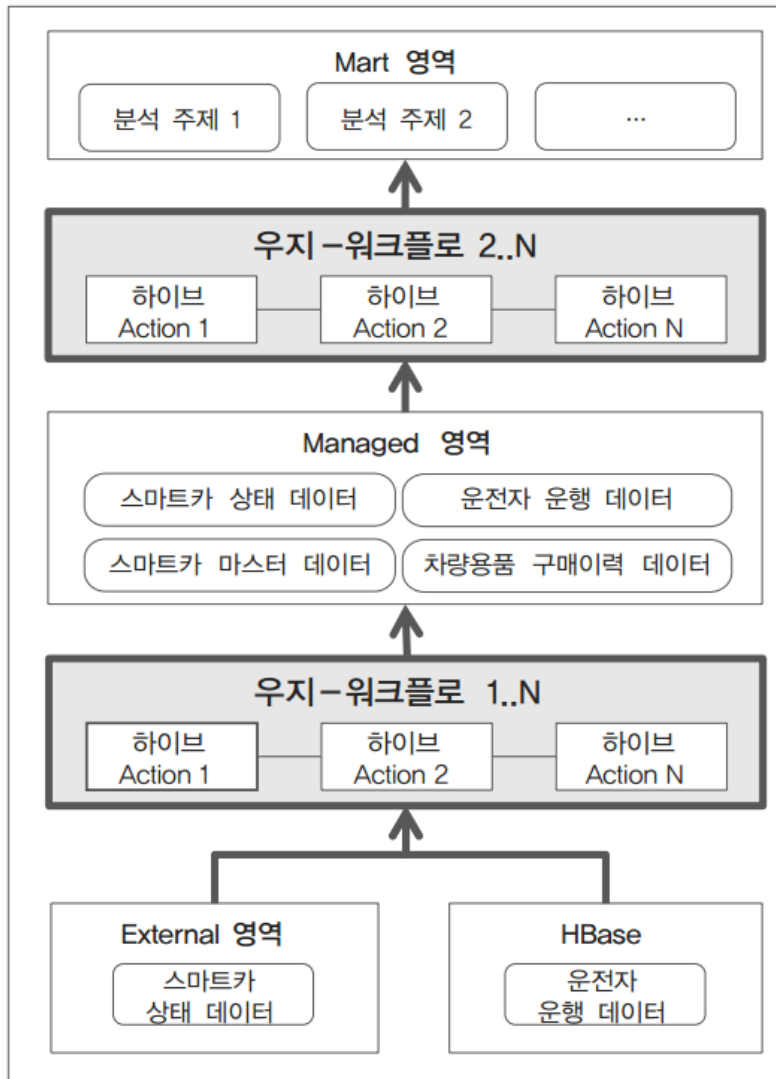 Mart 영역
분석 주제 1
분석 주제 2
...
우지-워크플로 2..N
하이브
Action 1
하이브
Action 2
하이브
Action N
Managed 영역
스마트카 상태 데이터
운전자 운행 데이터
스마트카 마스터 데이터
차량용품 구매이력 데이터
우지-워크플로 1..N
하이브
Action 1
하이브
Action 2
하이브
Action N
External 영역
스마트카
상태 데이터
HBase
운전자
운행 데이터